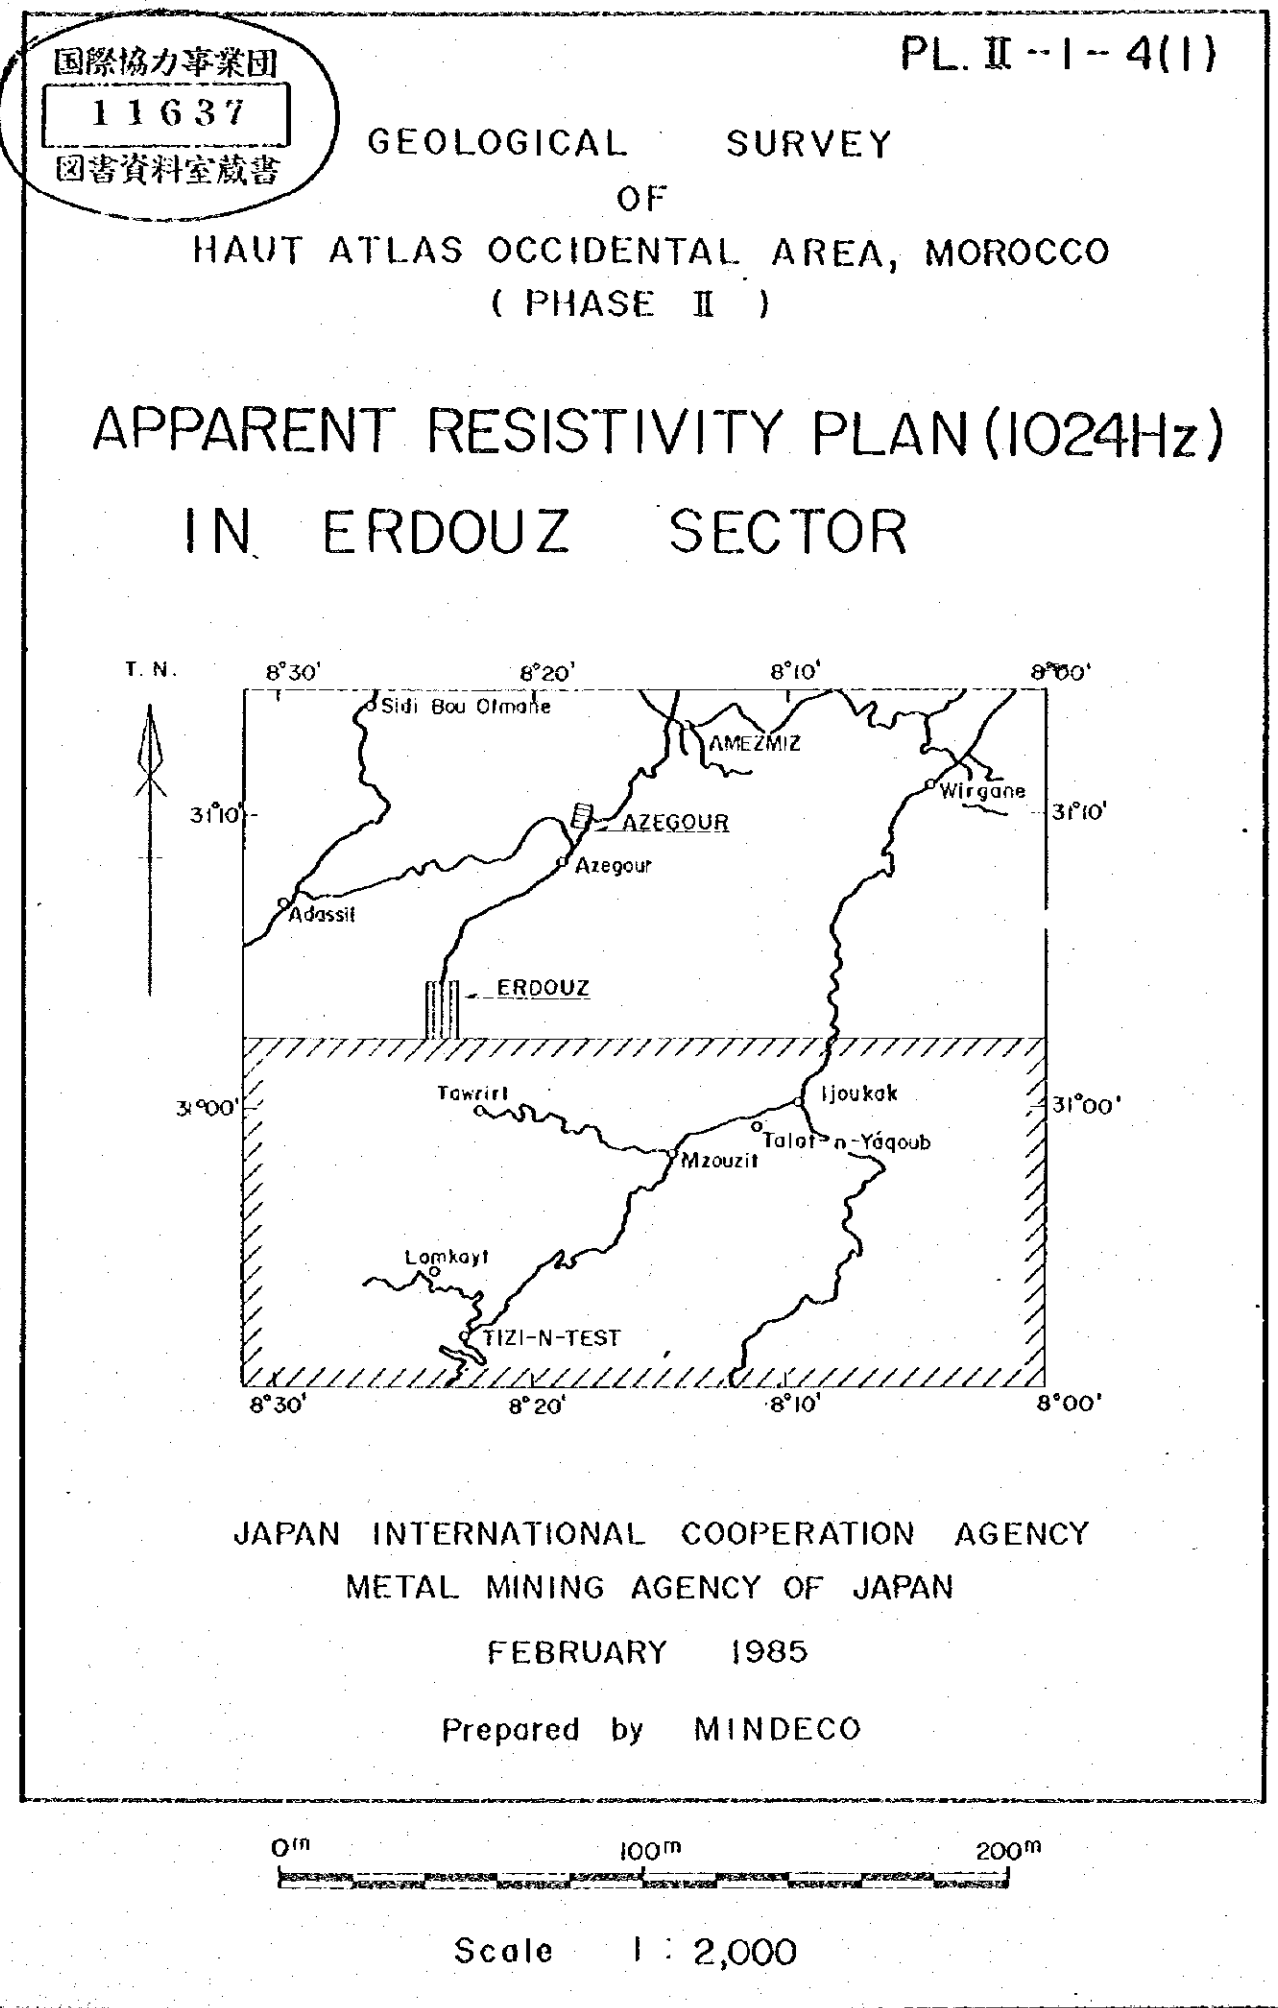 国際協力事業団
11637
図書資料室蔵書
PL. II-1-4(1)
GEOLOGICAL SURVEY
OF
HAUT ATLAS OCCIDENTAL AREA, MOROCCO
( PHASE II )
APPARENT RESISTIVITY PLAN (1024Hz)
IN ERDOUZ SECTOR
T. N.
8°30' 8°20' 8°10' 8°00'
Sidi Bou Otmane
AMEZMIZ
Wirgane
31°10' 31°10'
AZEGOUR
Azegour
Adassil
ERDOUZ
Tawrirt
Ijoukak
31°00' 31°00'
Talat-n-Yáqoub
Mzouzit
Lomkayt
TIZI-N-TEST
8°30' 8°20' 8°10' 8°00'
JAPAN INTERNATIONAL COOPERATION AGENCY
METAL MINING AGENCY OF JAPAN
FEBRUARY 1985
Prepared by MINDECO
0m 100m 200m
Scale 1 : 2,000